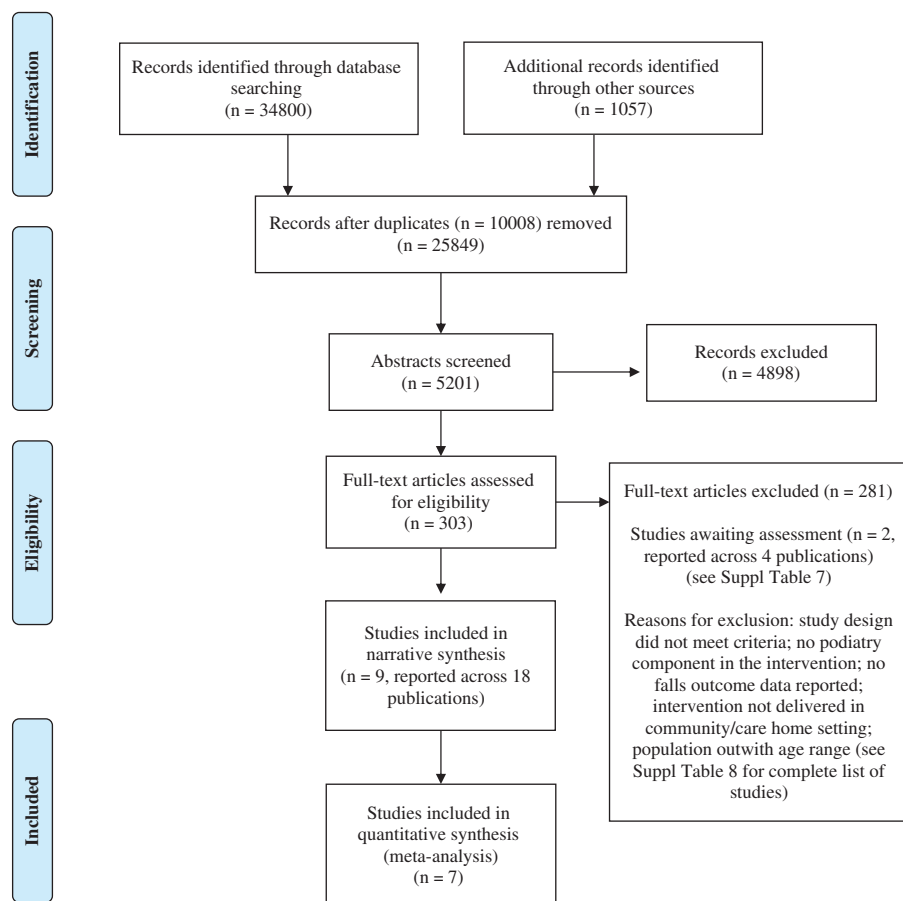 Identification
Records identified through database
searching
(n = 34800)
Additional records identified
through other sources
(n = 1057)
Records after duplicates (n = 10008) removed
(n = 25849)
Screening
Abstracts screened
(n = 5201)
Records excluded
(n = 4898)
Eligibility
Full-text articles assessed
for eligibility
(n = 303)
Full-text articles excluded (n = 281)
Studies awaiting assessment (n = 2,
reported across 4 publications)
(see Suppl Table 7)
Reasons for exclusion: study design
did not meet criteria; no podiatry
component in the intervention; no
falls outcome data reported;
intervention not delivered in
community/care home setting;
population outwith age range (see
Suppl Table 8 for complete list of
studies)
Studies included in
narrative synthesis
(n = 9, reported across 18
publications)
Included
Studies included in
quantitative synthesis
(meta-analysis)
(n = 7)